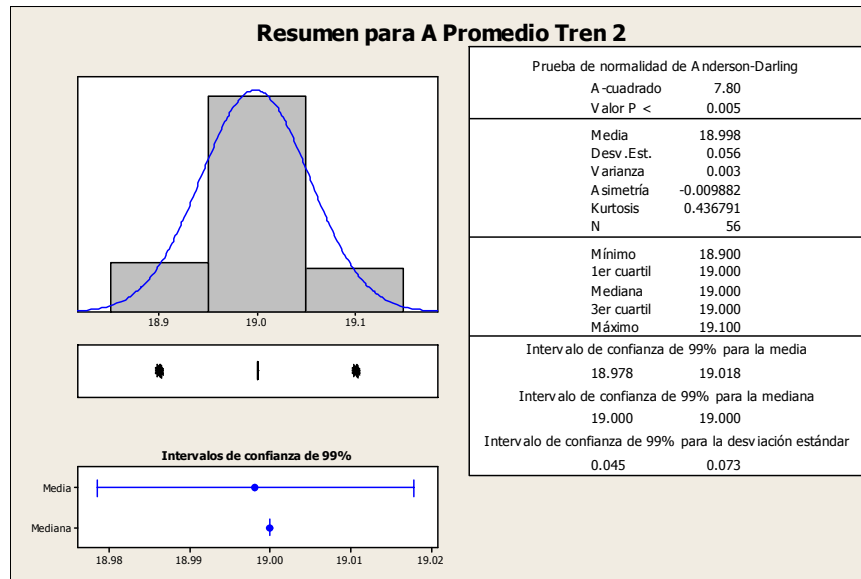 Resumen para A Promedio Tren 2
18.9 19.0 19.1
Intervalos de confianza de 99%
Media
Mediana
18.98 18.99 19.00 19.01 19.02
Prueba de normalidad de Anderson-Darling
A-cuadrado 7.80
Valor P < 0.005
Media 18.998
Desv.Est. 0.056
Varianza 0.003
Asimetría -0.009882
Kurtosis 0.436791
N 56
Mínimo 18.900
1er cuartil 19.000
Mediana 19.000
3er cuartil 19.000
Máximo 19.100
Intervalo de confianza de 99% para la media
18.978 19.018
Intervalo de confianza de 99% para la mediana
19.000 19.000
Intervalo de confianza de 99% para la desviación estándar
0.045 0.073